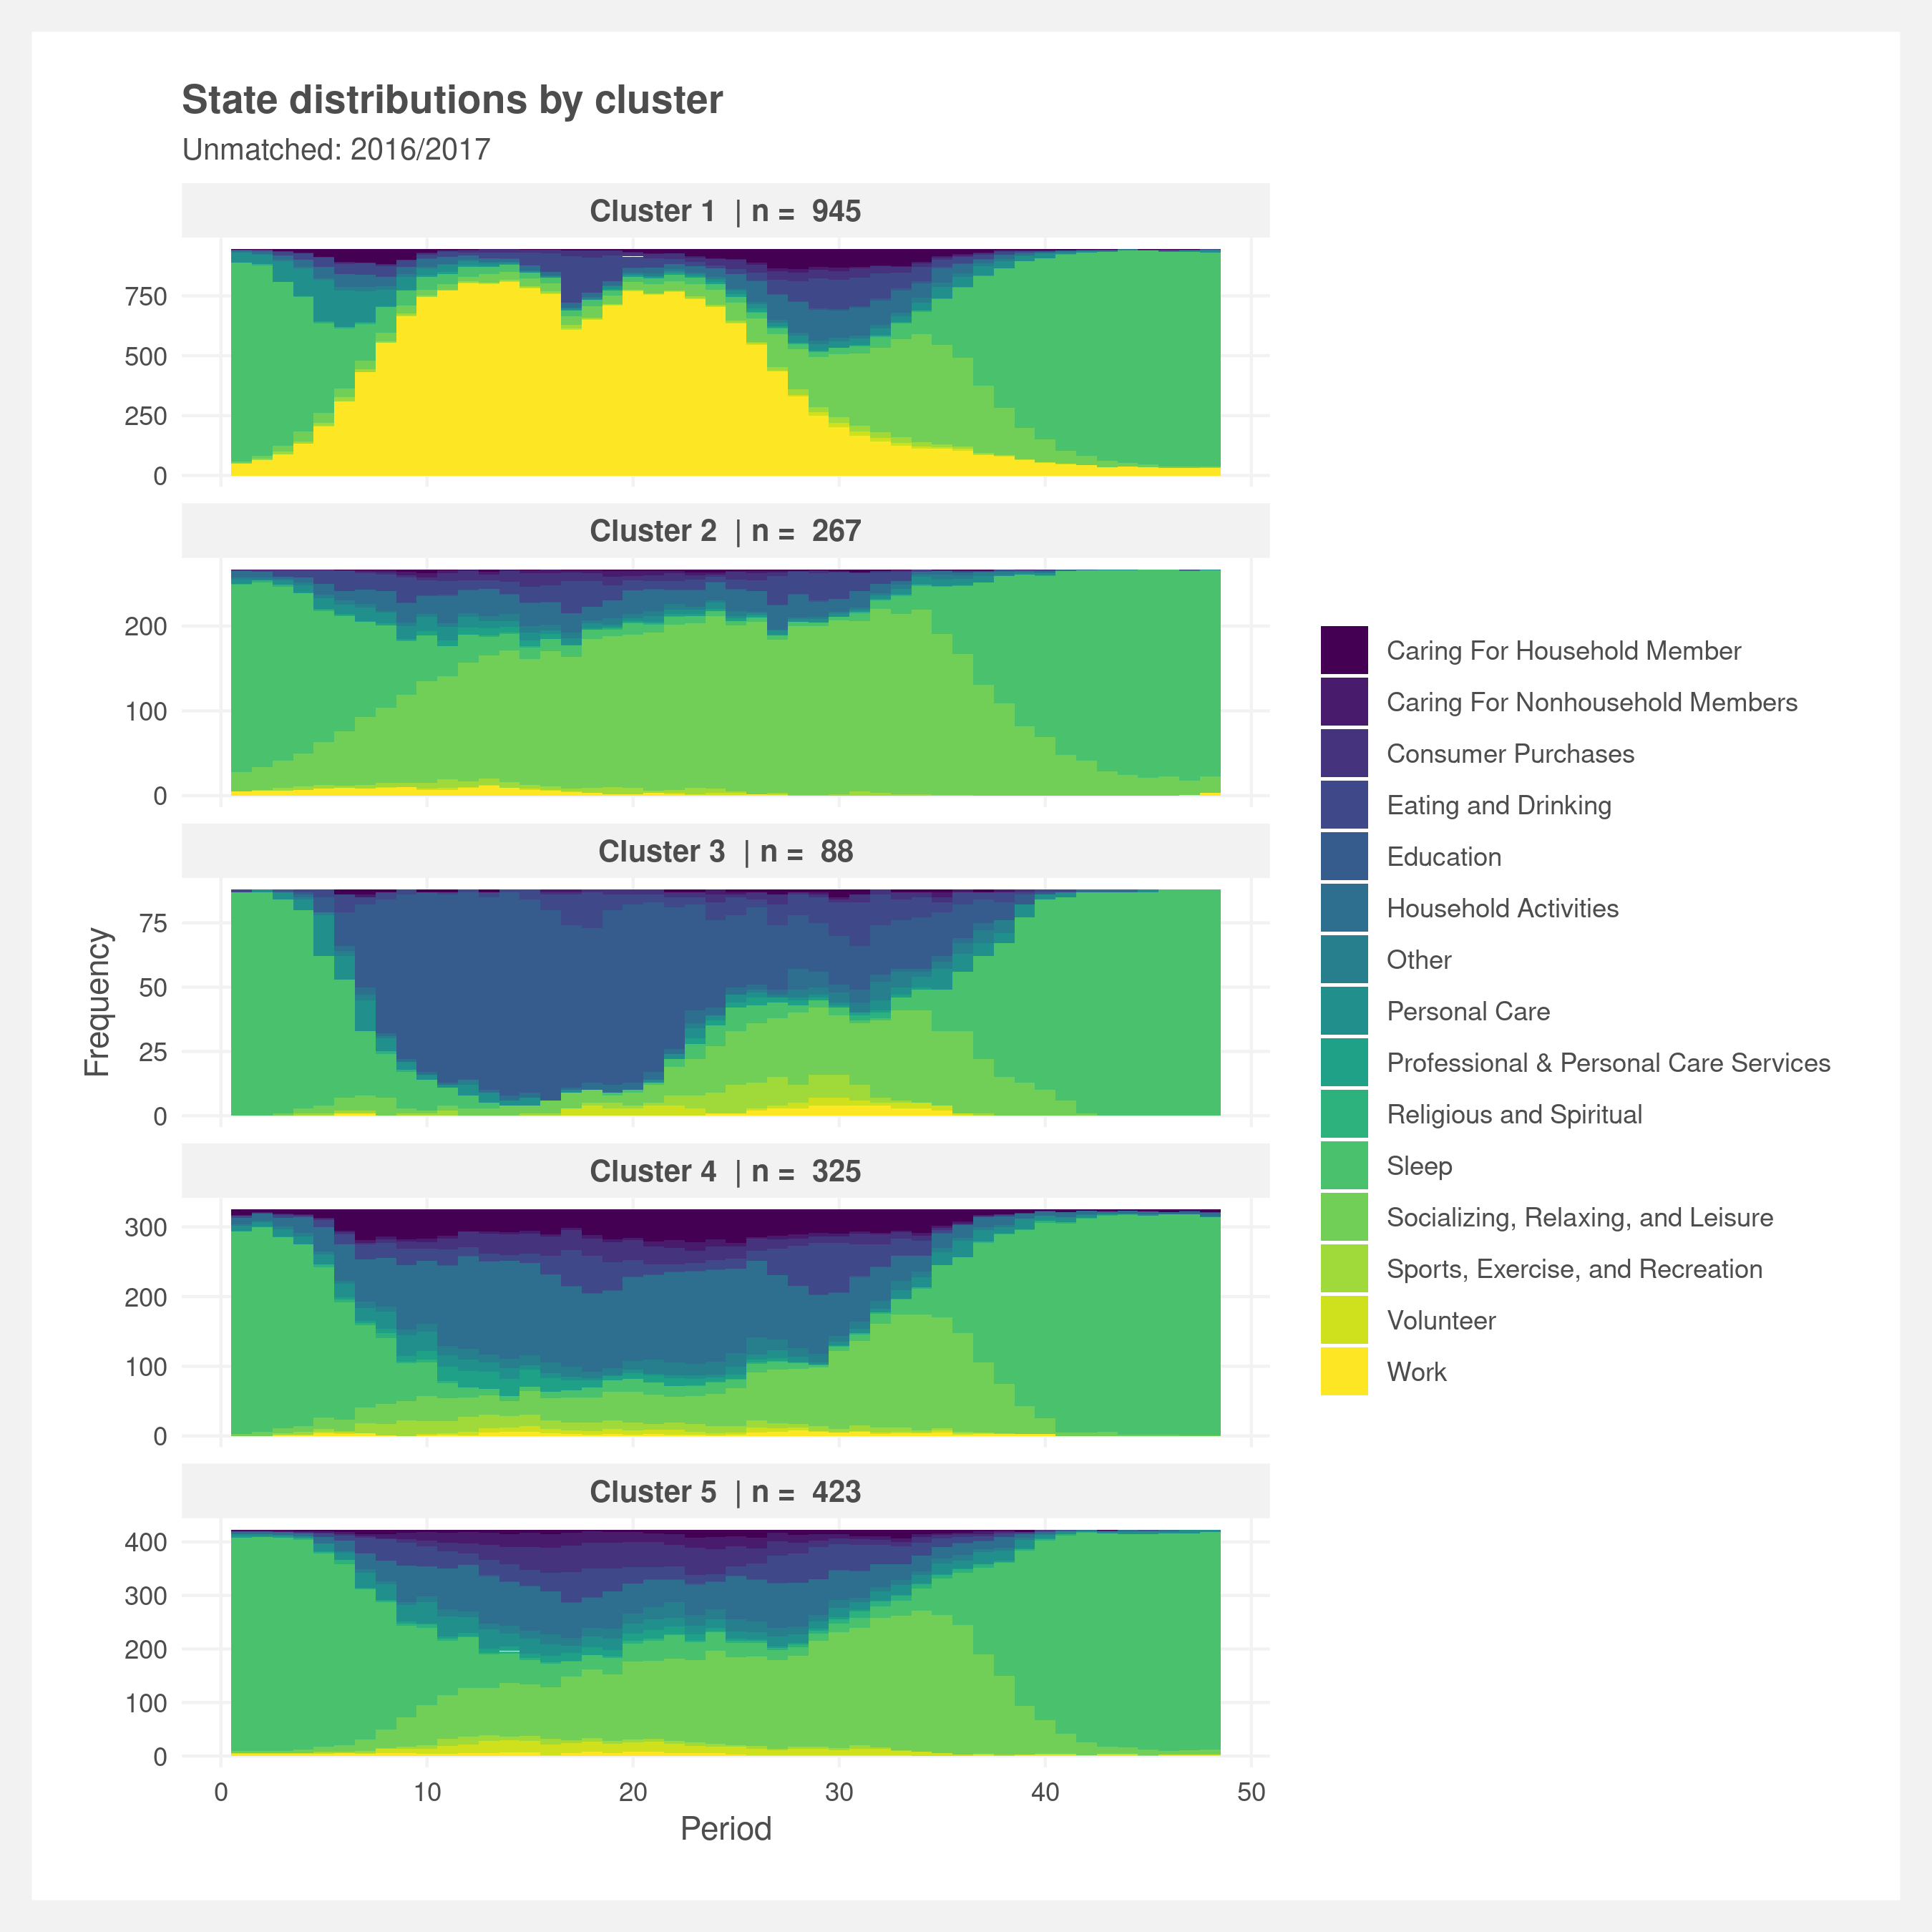 State distributions by cluster
Unmatched: 2016/2017
Cluster 1 | n = 945
750
500
250
0
Cluster 2 | n = 267
200
100
0
Cluster 3 | n = 88
75
50
25
0
Cluster 4 | n = 325
300
200
100
0
Cluster 5 | n = 423
400
300
200
100
0
0 10 20 30 40 50
Period
Frequency
Caring For Household Member
Caring For Nonhousehold Members
Consumer Purchases
Eating and Drinking
Education
Household Activities
Other
Personal Care
Professional & Personal Care Services
Religious and Spiritual
Sleep
Socializing, Relaxing, and Leisure
Sports, Exercise, and Recreation
Volunteer
Work